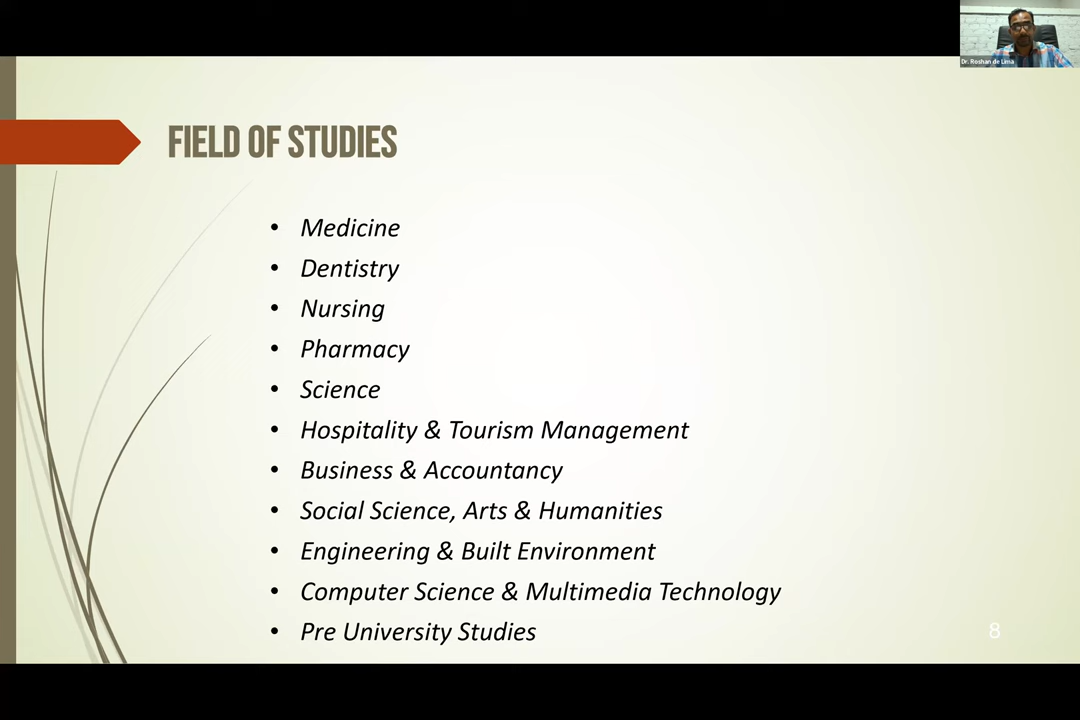 Dr. Roshan de Lima
FIELD OF STUDIES
• Medicine
• Dentistry
• Nursing
• Pharmacy
• Science
• Hospitality & Tourism Management
• Business & Accountancy
• Social Science, Arts & Humanities
• Engineering & Built Environment
• Computer Science & Multimedia Technology
• Pre University Studies
8